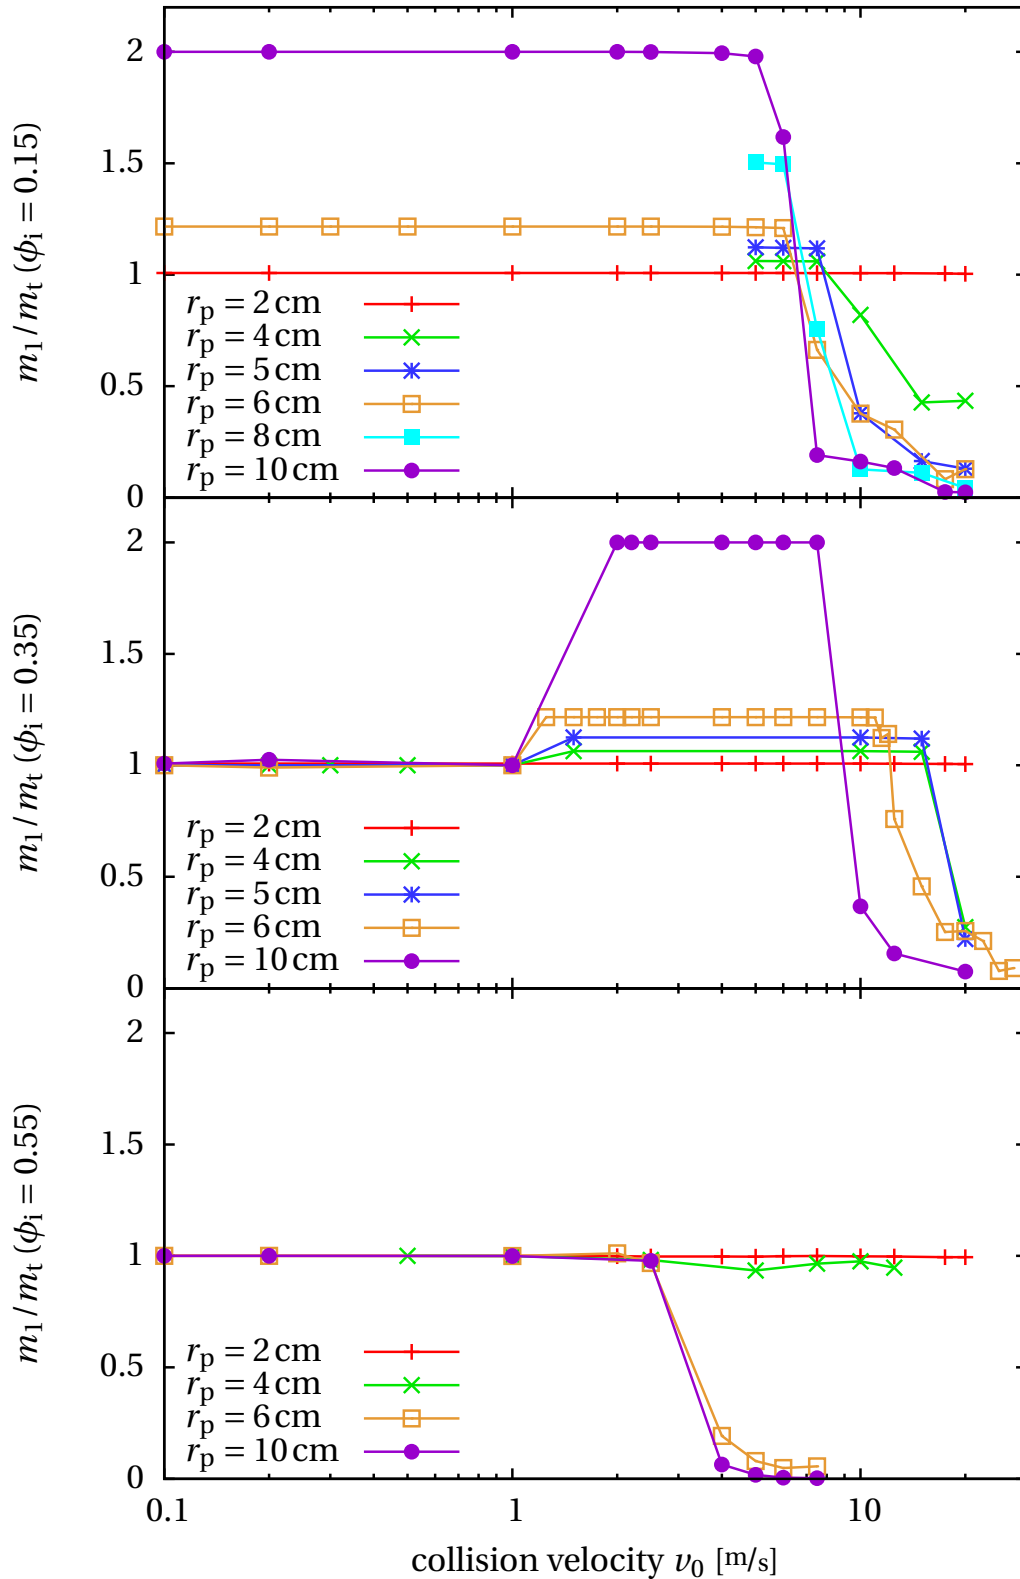 2
1.5
1
0.5
0
m₁/mₜ (ϕᵢ = 0.15)
rₚ = 2 cm
rₚ = 4 cm
rₚ = 5 cm
rₚ = 6 cm
rₚ = 8 cm
rₚ = 10 cm
2
1.5
1
0.5
0
m₁/mₜ (ϕᵢ = 0.35)
rₚ = 2 cm
rₚ = 4 cm
rₚ = 5 cm
rₚ = 6 cm
rₚ = 10 cm
2
1.5
1
0.5
0
m₁/mₜ (ϕᵢ = 0.55)
rₚ = 2 cm
rₚ = 4 cm
rₚ = 6 cm
rₚ = 10 cm
0.1 1 10
collision velocity v₀ [m/s]